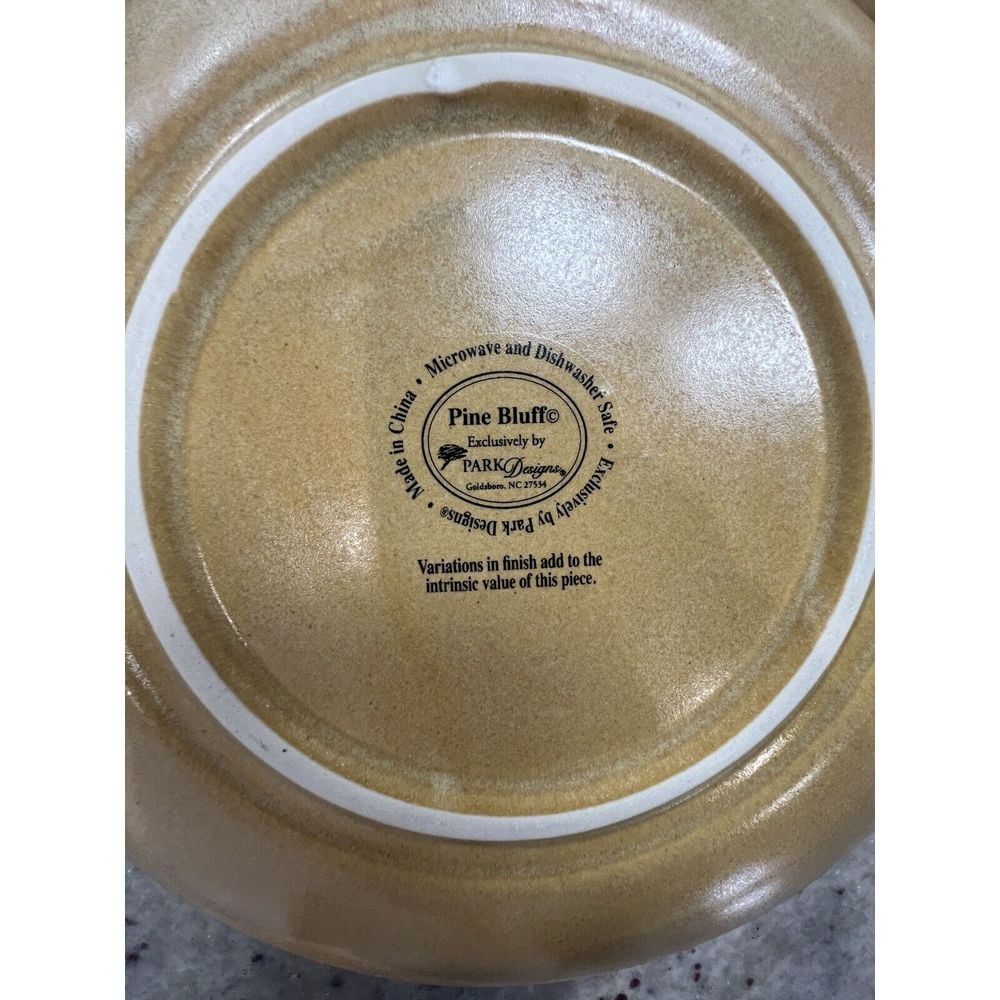 • Made in China • Microwave and Dishwasher Safe • Exclusively by Park Designs®
Pine Bluff©
Exclusively by
PARK Designs®
Goldsboro, NC 27534
Variations in finish add to the
intrinsic value of this piece.